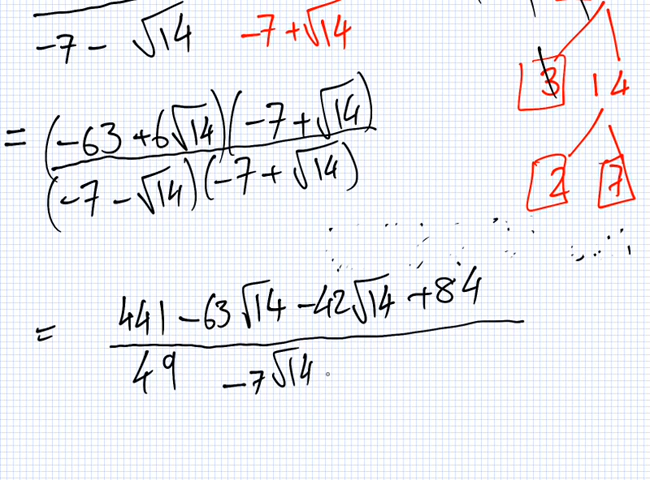 -7 - √14 -7+√14
3 14
= (-63 + 6√14)(-7 + √14)
(-7 - √14)(-7 + √14)
2 7
= 441 - 63√14 - 42√14 + 84
49 - 7√14